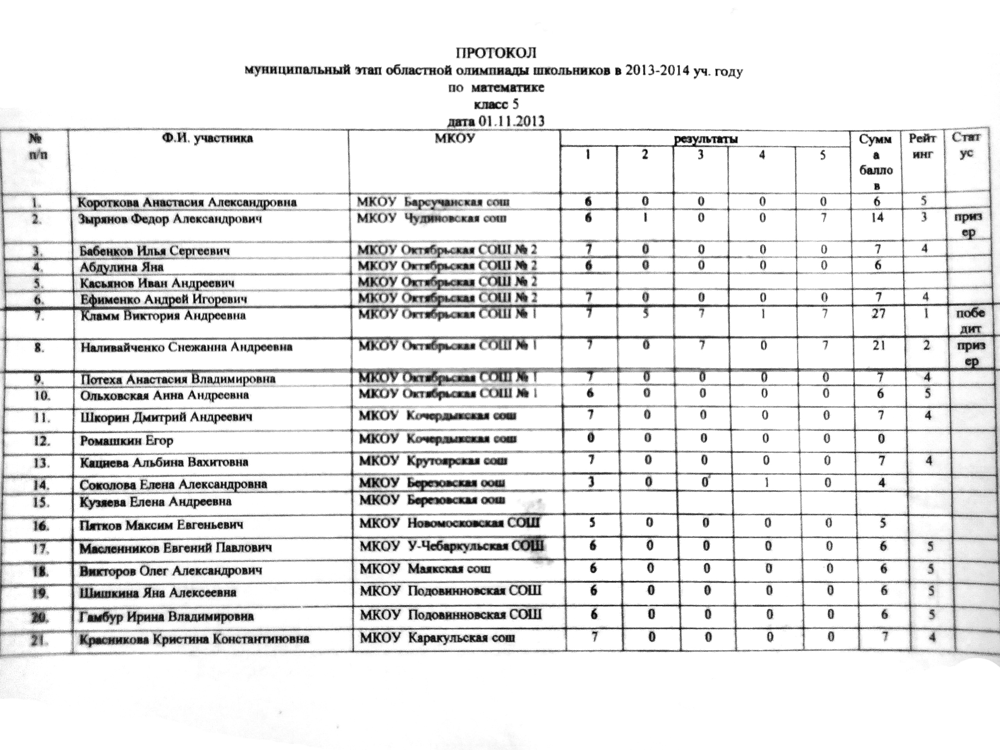 ПРОТОКОЛ
муниципальный этап областной олимпиады школьников в 2013-2014 уч. году
по математике
класс 5
дата 01.11.2013
№ п/п Ф.И. участника МКОУ результаты Сумм а балло в Рейт инг Стат ус
1 2 3 4 5
1. Короткова Анастасия Александровна МКОУ Барсучанская сош 6 0 0 0 0 6 5
2. Зырянов Федор Александрович МКОУ Чудиновская сош 6 1 0 0 7 14 3 приз ер
3. Бабенков Илья Сергеевич МКОУ Октябрьская СОШ № 2 7 0 0 0 0 7 4
4. Абдулина Яна МКОУ Октябрьская СОШ № 2 6 0 0 0 0 6
5. Касьянов Иван Андреевич МКОУ Октябрьская СОШ № 2
6. Ефименко Андрей Игоревич МКОУ Октябрьская СОШ № 2 7 0 0 0 0 7 4
7. Кламм Виктория Андреевна МКОУ Октябрьская СОШ № 1 7 5 7 1 7 27 1 побе дит
8. Наливайченко Снежанна Андреевна МКОУ Октябрьская СОШ № 1 7 0 7 0 7 21 2 приз ер
9. Потеха Анастасия Владимировна МКОУ Октябрьская СОШ № 1 7 0 0 0 0 7 4
10. Ольховская Анна Андреевна МКОУ Октябрьская СОШ № 1 6 0 0 0 0 6 5
11. Шкорин Дмитрий Андреевич МКОУ Кочердыкская сош 7 0 0 0 0 7 4
12. Ромашкин Егор МКОУ Кочердыкская сош 0 0 0 0 0 0
13. Кациева Альбина Вахитовна МКОУ Крутоярская сош 7 0 0 0 0 7 4
14. Соколова Елена Александровна МКОУ Березовская оош 3 0 0 1 0 4
15. Кузяева Елена Андреевна МКОУ Березовская оош
16. Пятков Максим Евгеньевич МКОУ Новомосковская СОШ 5 0 0 0 0 5
17. Масленников Евгений Павлович МКОУ У-Чебаркульская СОШ 6 0 0 0 0 6 5
18. Викторов Олег Александрович МКОУ Маякская сош 6 0 0 0 0 6 5
19. Шишкина Яна Алексеевна МКОУ Подовинновская СОШ 6 0 0 0 0 6 5
20. Гамбур Ирина Владимировна МКОУ Подовинновская СОШ 6 0 0 0 0 6 5
21. Красникова Кристина Константиновна МКОУ Каракульская сош 7 0 0 0 0 7 4